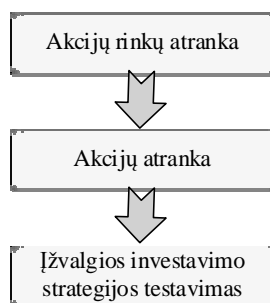 Akcijų rinkų atranka
Akcijų atranka
Įžvalgios investavimo
strategijos testavimas